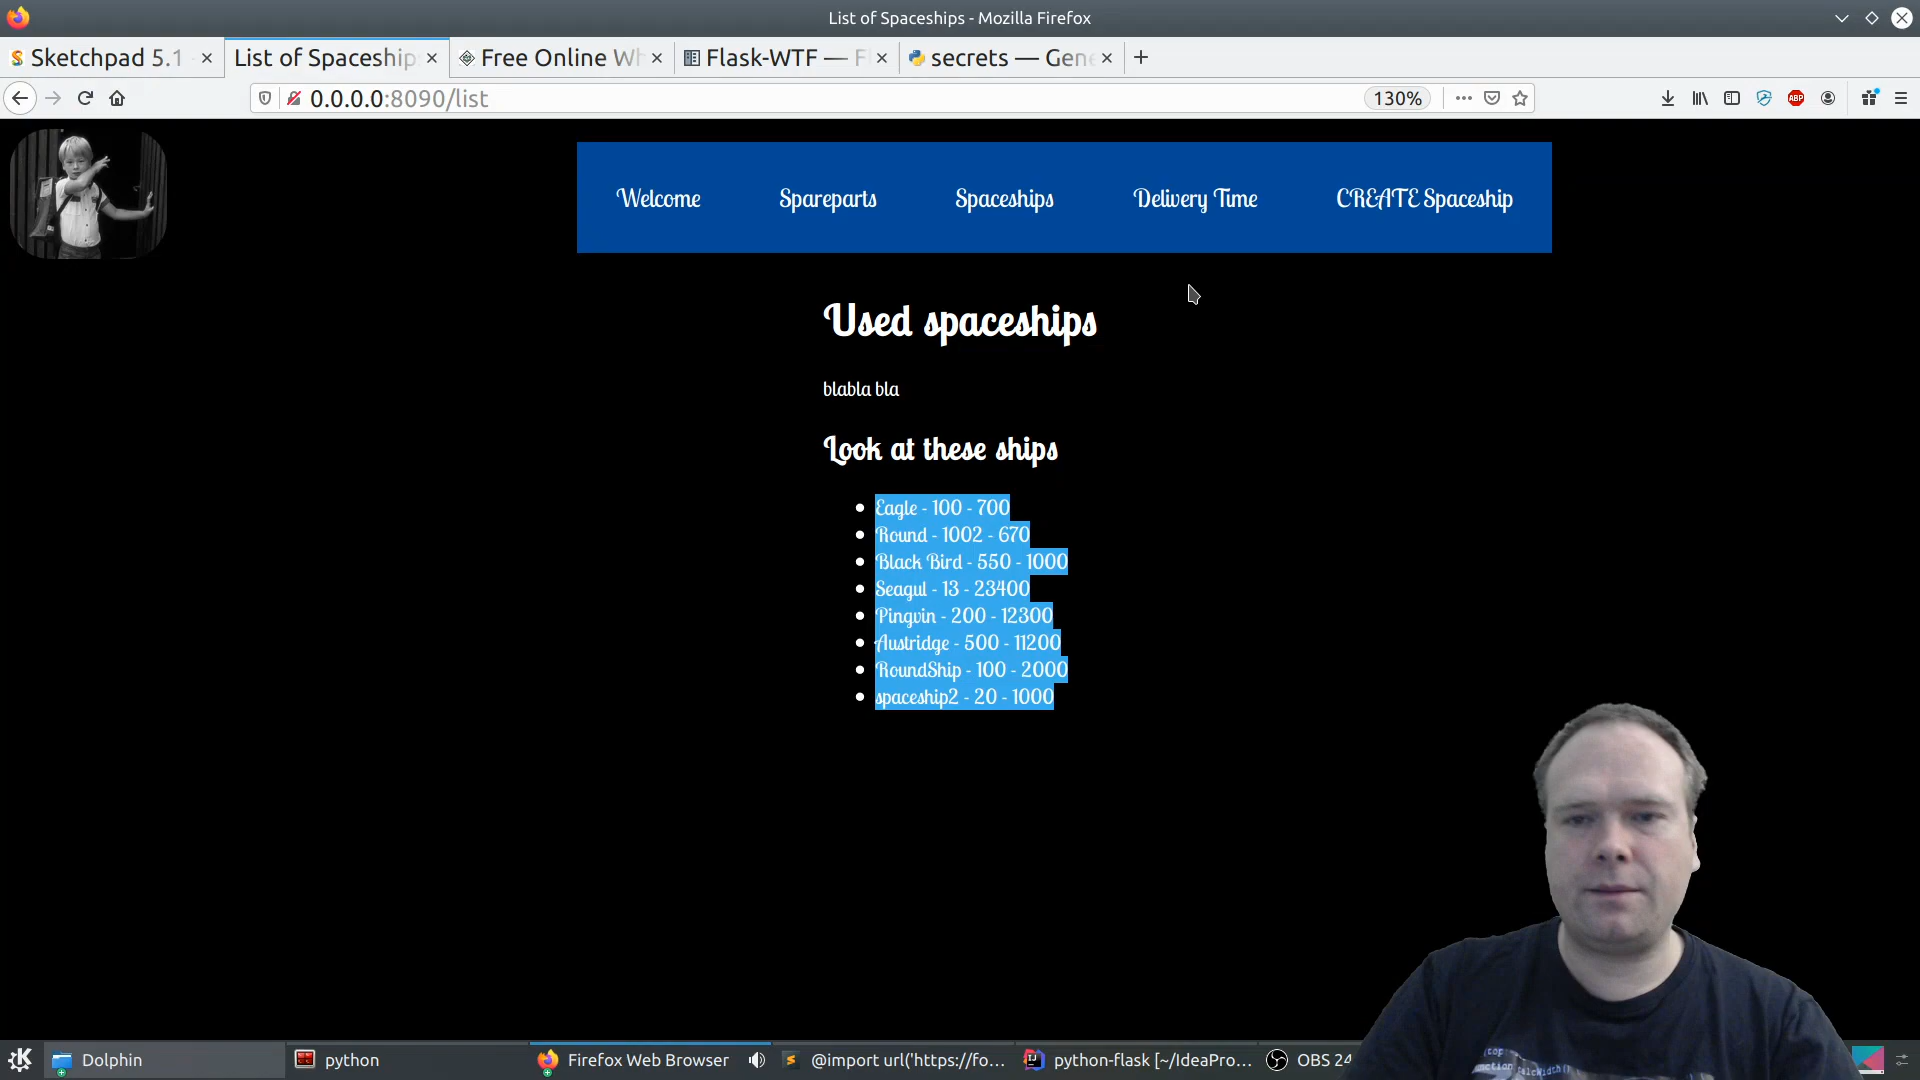 List of Spaceships - Mozilla Firefox
Sketchpad 5.1
List of Spaceship
Free Online Wh
Flask-WTF — F
secrets — Gene
0.0.0.0:8090/list
130%
ABP
Welcome
Spareparts
Spaceships
Delivery Time
CREATE Spaceship
Used spaceships
blabla bla
Look at these ships
Eagle - 100 - 700
Round - 1002 - 670
Black Bird - 550 - 1000
Seagul - 13 - 23400
Pingvin - 200 - 12300
Austridge - 500 - 11200
RoundShip - 100 - 2000
spaceship2 - 20 - 1000
Dolphin
python
Firefox Web Browser
@import url('https://fo...
python-flask [~/IdeaPro...
OBS 24